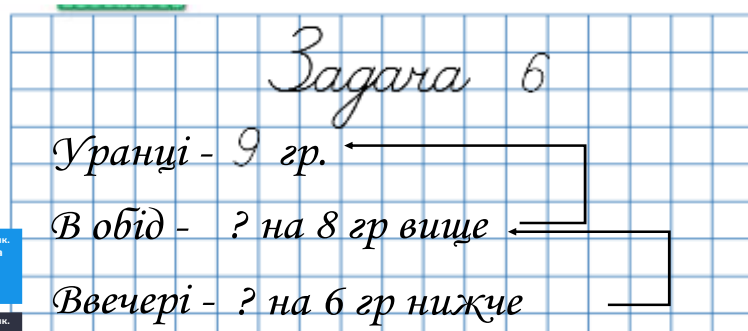 Задача 6
Уранці - 9 гр.
В обід - ? на 8 гр вище
Ввечері - ? на 6 гр нижче